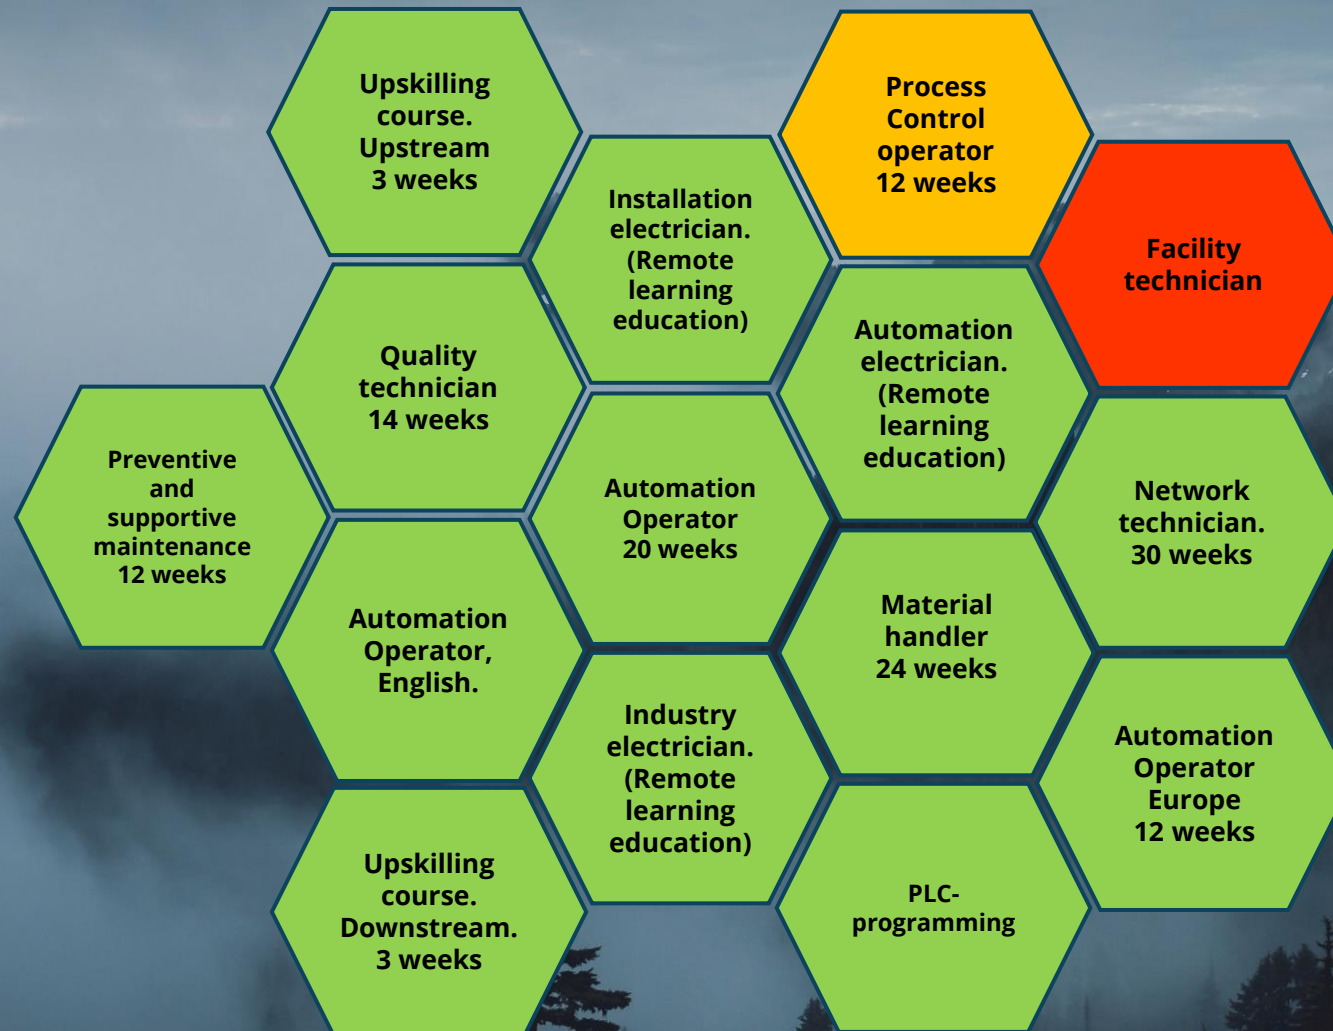 Upskilling
course.
Upstream
3 weeks
Process
Control
operator
12 weeks
Installation
electrician.
(Remote
learning
education)
Facility
technician
Quality
technician
14 weeks
Automation
electrician.
(Remote
learning
education)
Preventive
and
supportive
maintenance
12 weeks
Automation
Operator
20 weeks
Network
technician.
30 weeks
Automation
Operator,
English.
Material
handler
24 weeks
Industry
electrician.
(Remote
learning
education)
Automation
Operator
Europe
12 weeks
Upskilling
course.
Downstream.
3 weeks
PLC-
programming